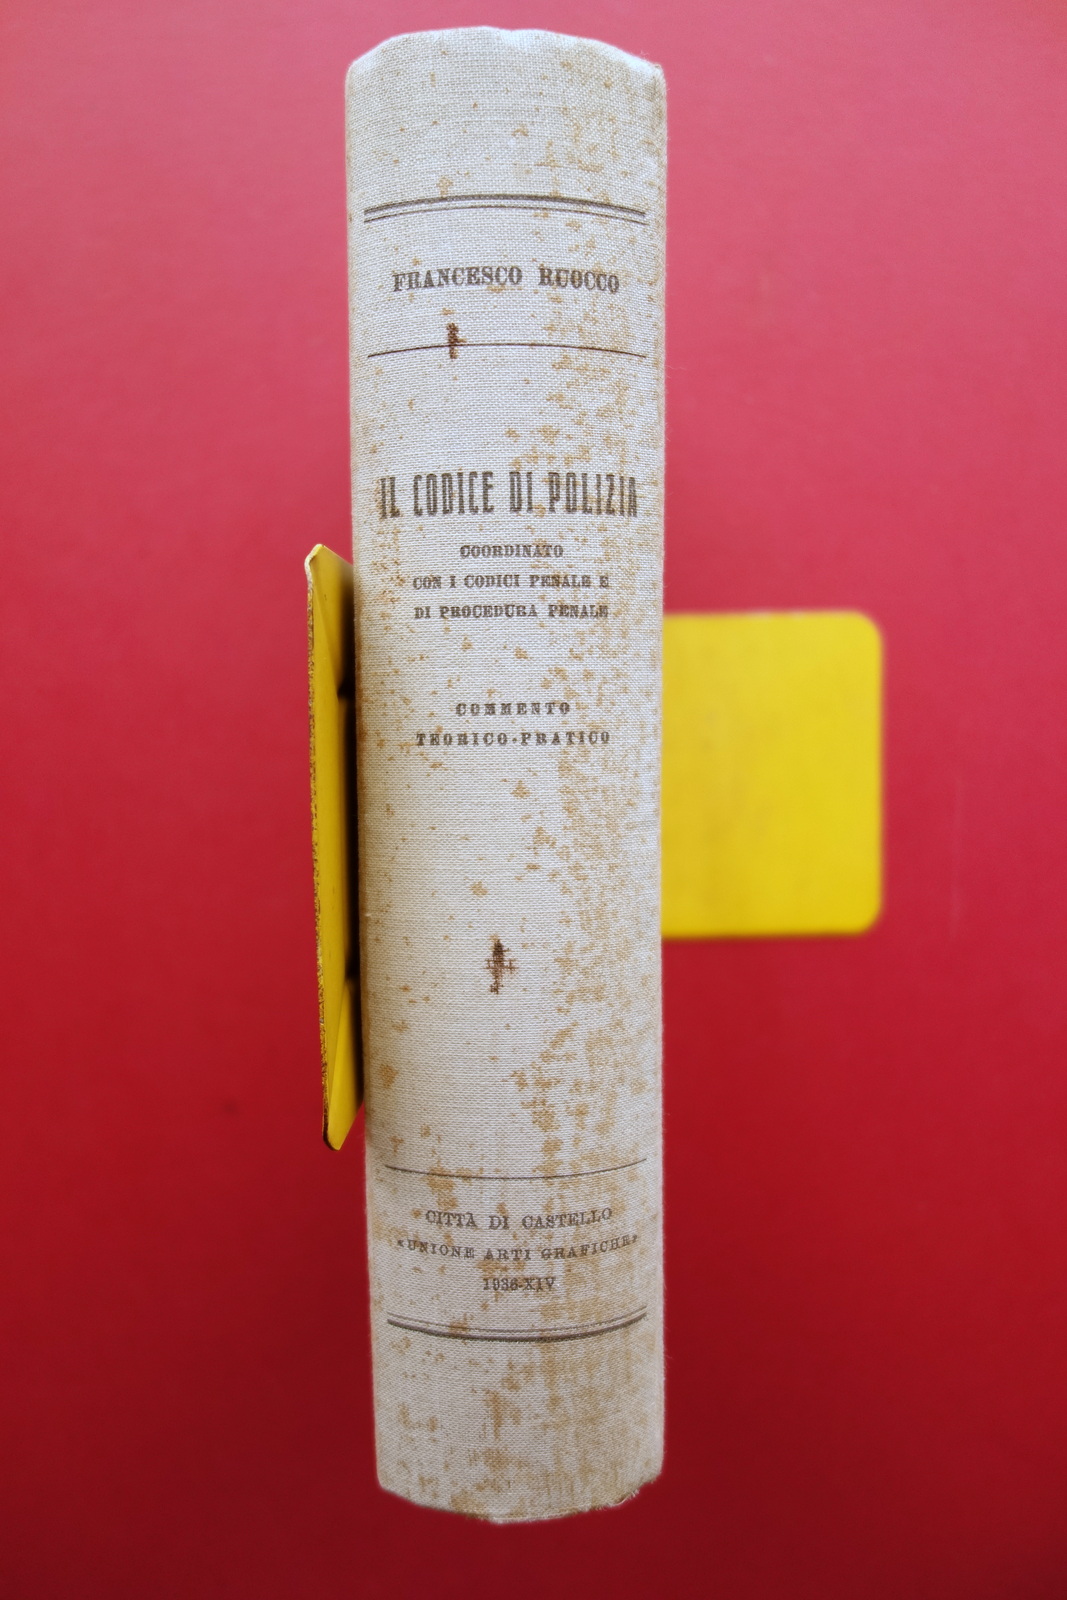 FRANCESCO RUOCCO
IL CODICE DI POLIZIA
COORDINATO
CON I CODICI PENALE E
DI PROCEDURA PENALE
COMMENTO
TEORICO-PRATICO
CITTÀ DI CASTELLO
«UNIONE ARTI GRAFICHE»
1936-XIV